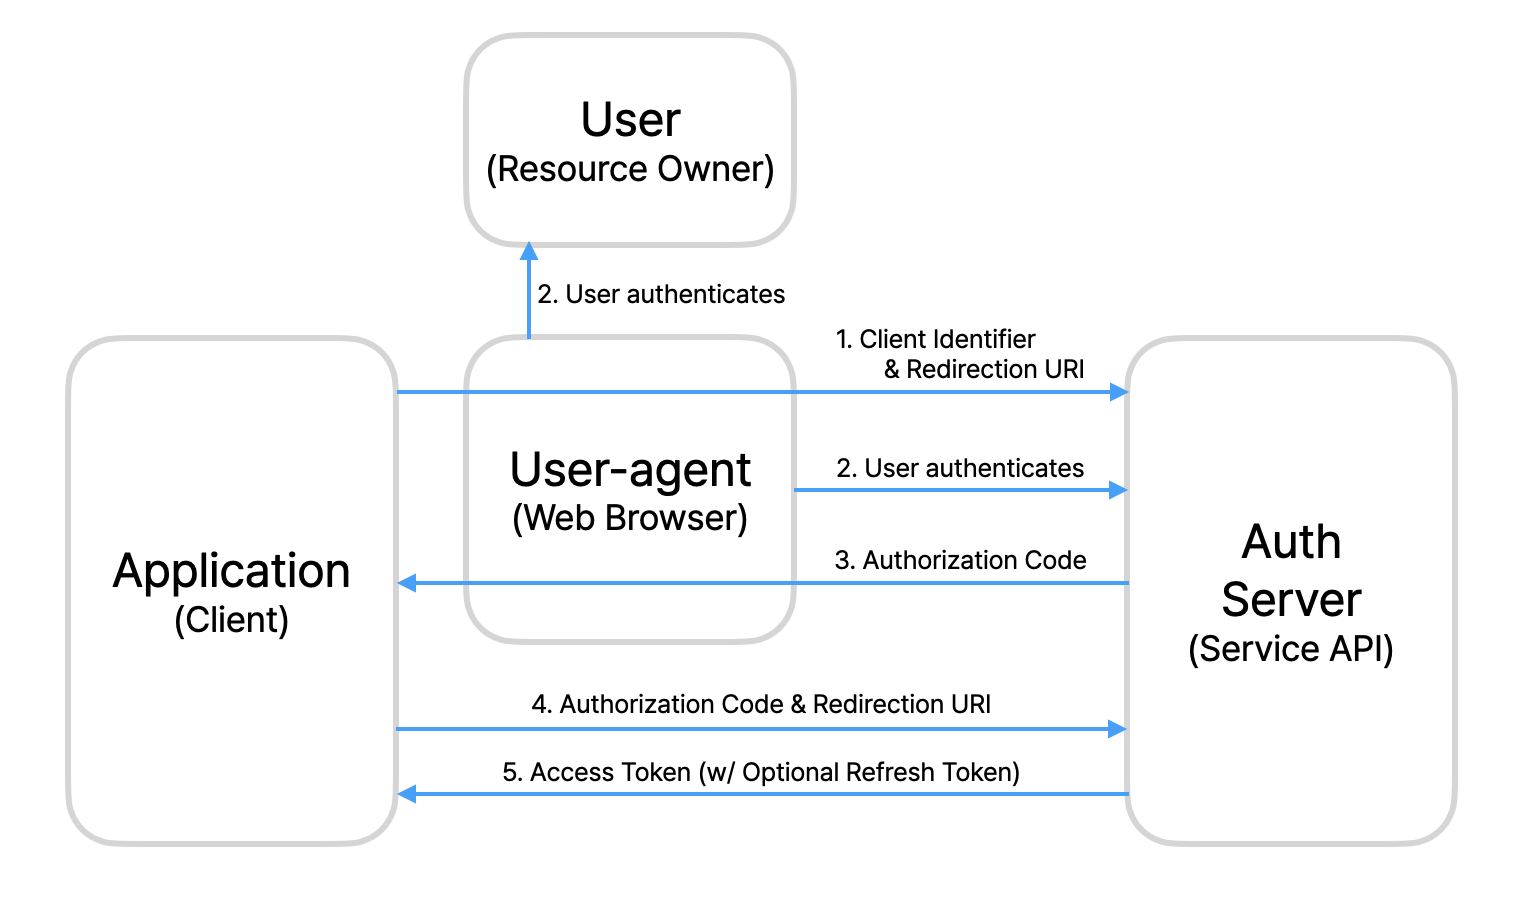 User
(Resource Owner)
2. User authenticates
1. Client Identifier
& Redirection URI
User-agent
(Web Browser)
2. User authenticates
3. Authorization Code
Application
(Client)
Auth
Server
(Service API)
4. Authorization Code & Redirection URI
5. Access Token (w/ Optional Refresh Token)